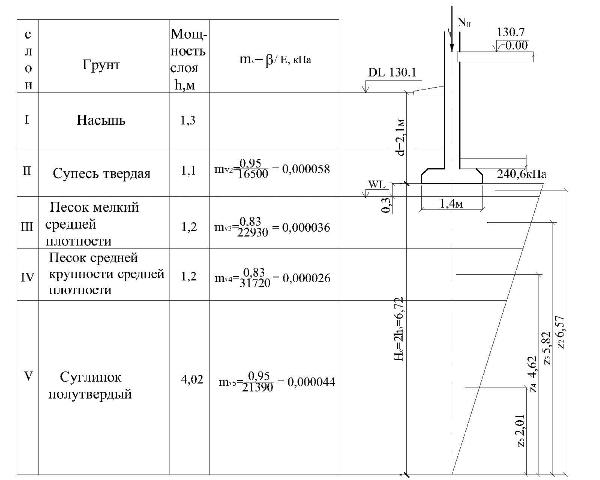 с
л
о
и
Грунт
Мощ-
ность
слоя
h,м
mᵥ=β/E, кПа
I
Насыпь
1,3
II
Супесь твердая
1,1
mv2=0,95/16500 = 0,000058
III
Песок мелкий
средней
плотности
1,2
mv3=0,83/22930 = 0,000036
IV
Песок средней
крупности средней
плотности
1,2
mv4=0,83/31720 = 0,000026
V
Суглинок
полутвердый
4,02
mv5=0,95/21390 = 0,000044
NII
130.7
0.00
DL 130.1
d=2,1м
240,6кПа
WL
0,3
1,4м
Hэ=2hэ=6,72
z5 2,01
z4 4,62
z3 5,82
z2 6,57